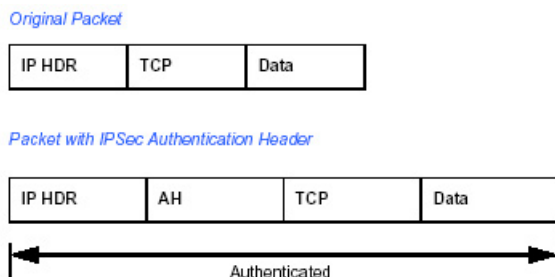 Original Packet
IP HDR TCP Data
Packet with IPSec Authentication Header
IP HDR AH TCP Data
Authenticated